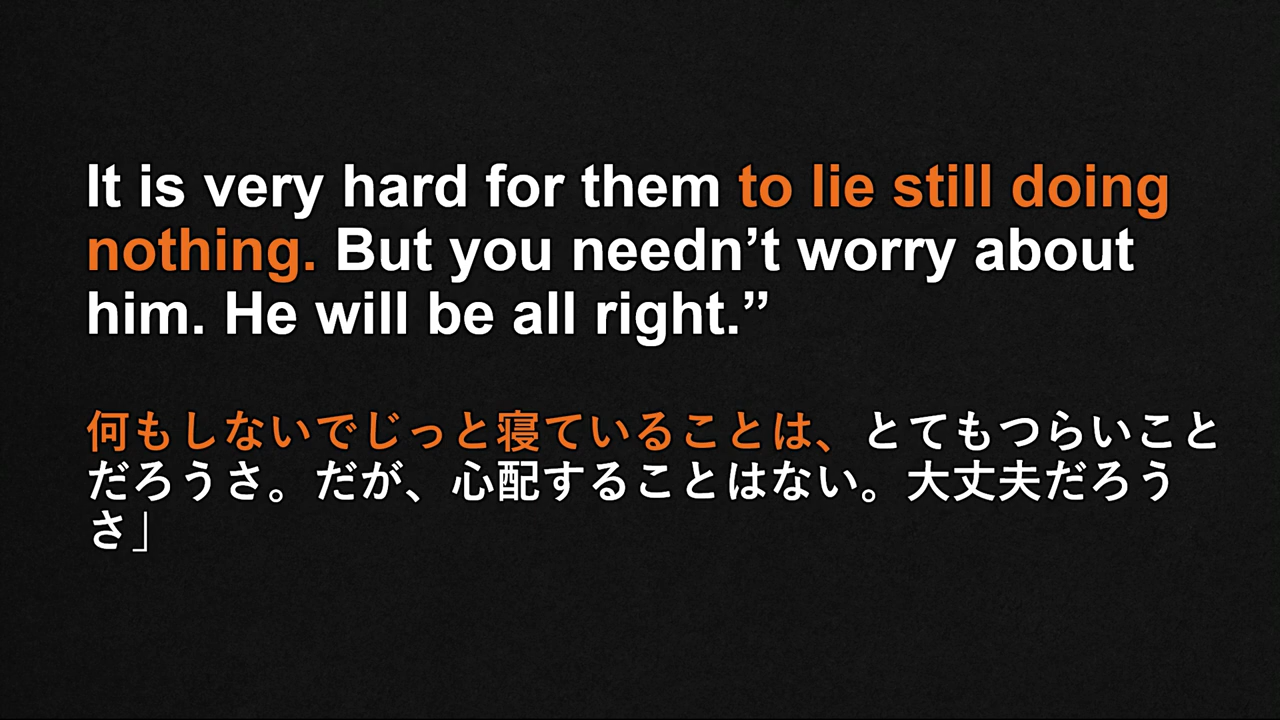 It is very hard for them to lie still doing
nothing. But you needn’t worry about
him. He will be all right.”
何もしないでじっと寝ていることは、とてもつらいこと
だろうさ。だが、心配することはない。大丈夫だろう
さ」